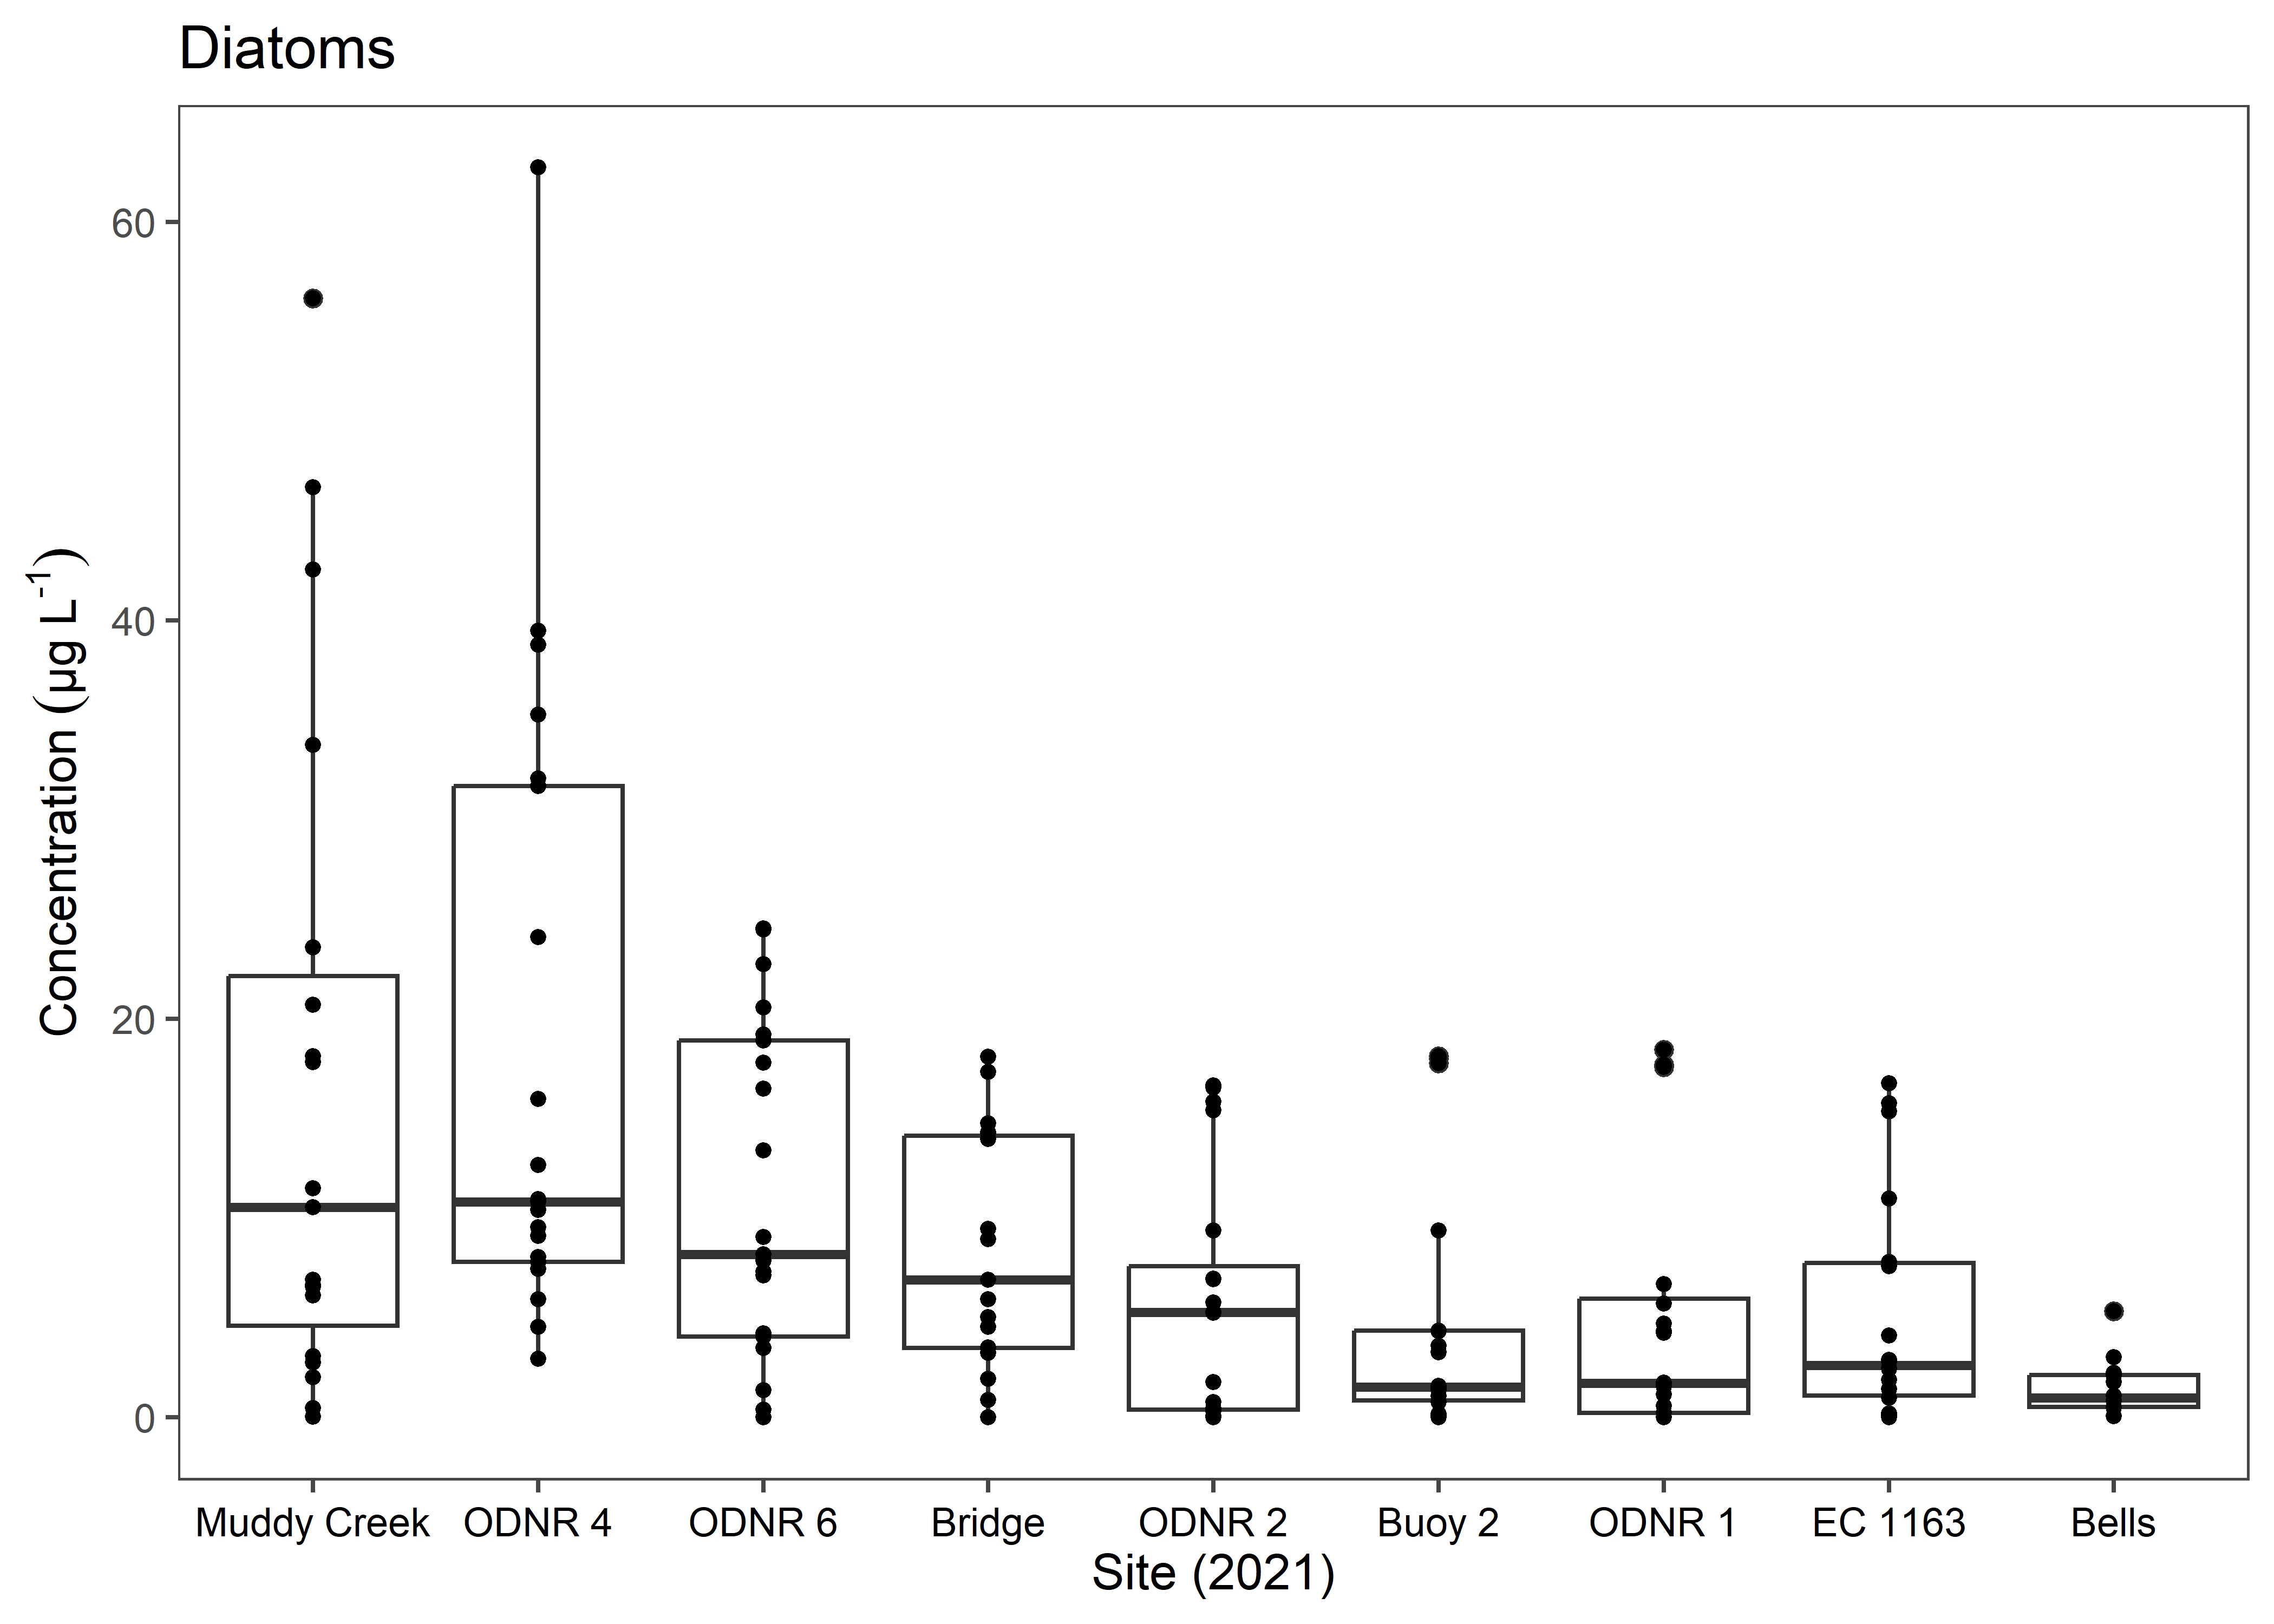 Diatoms
Concentration (µg L⁻¹)
60
40
20
0
Muddy Creek ODNR 4 ODNR 6 Bridge ODNR 2 Buoy 2 ODNR 1 EC 1163 Bells
Site (2021)